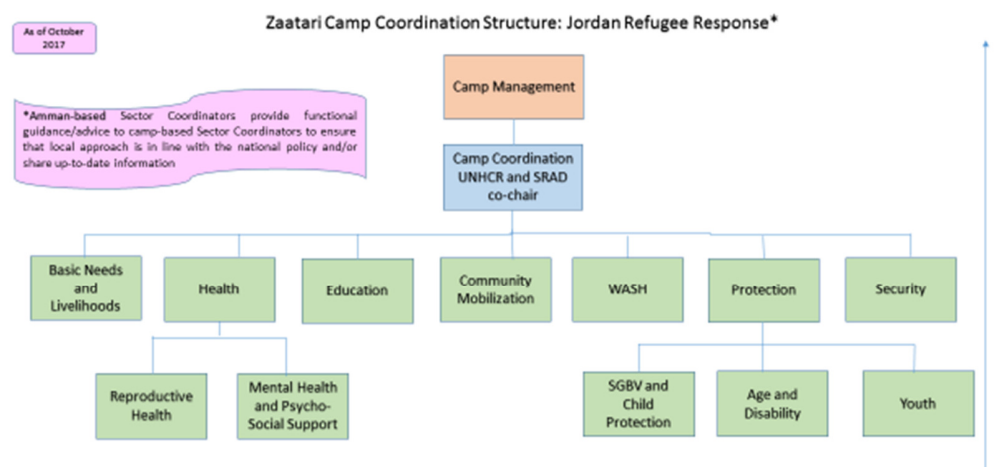 Zaatari Camp Coordination Structure: Jordan Refugee Response*
As of October
2017
*Amman-based Sector Coordinators provide functional
guidance/advice to camp-based Sector Coordinators to ensure
that local approach is in line with the national policy and/or
share up-to-date information
Camp Management
Camp Coordination
UNHCR and SRAD
co-chair
Basic Needs
and
Livelihoods
Health
Education
Community
Mobilization
WASH
Protection
Security
Reproductive
Health
Mental Health
and Psycho-
Social Support
SGBV and
Child
Protection
Age and
Disability
Youth